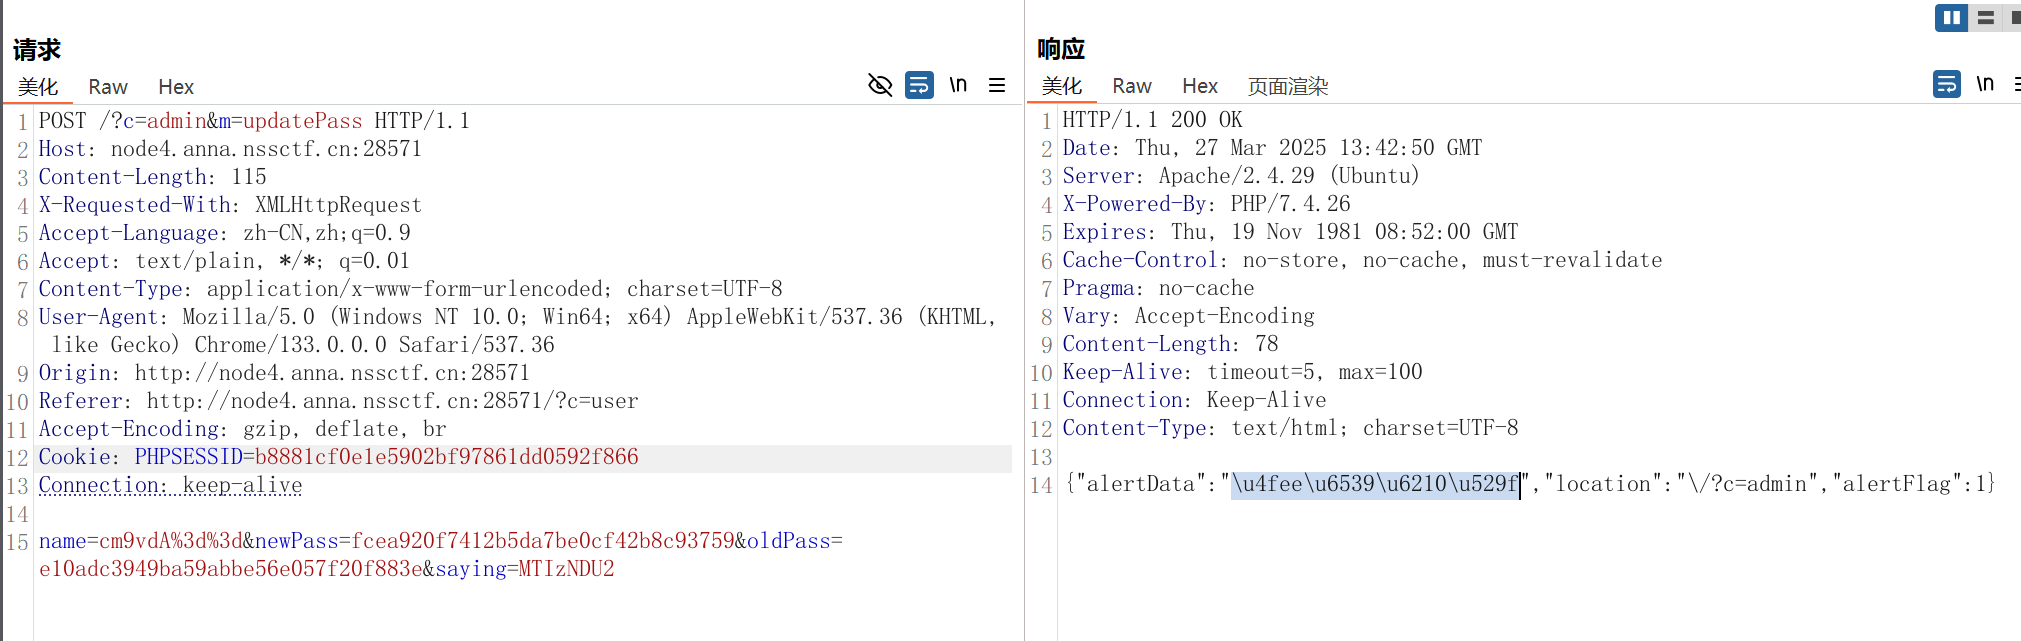 请求
美化 Raw Hex
\n
1 POST /?c=admin&m=updatePass HTTP/1.1
2 Host: node4.anna.nssctf.cn:28571
3 Content-Length: 115
4 X-Requested-With: XMLHttpRequest
5 Accept-Language: zh-CN,zh;q=0.9
6 Accept: text/plain, */*; q=0.01
7 Content-Type: application/x-www-form-urlencoded; charset=UTF-8
8 User-Agent: Mozilla/5.0 (Windows NT 10.0; Win64; x64) AppleWebKit/537.36 (KHTML,
like Gecko) Chrome/133.0.0.0 Safari/537.36
9 Origin: http://node4.anna.nssctf.cn:28571
10 Referer: http://node4.anna.nssctf.cn:28571/?c=user
11 Accept-Encoding: gzip, deflate, br
12 Cookie: PHPSESSID=b8881cf0e1e5902bf97861dd0592f866
13 Connection: keep-alive
14
15 name=cm9vdA%3d%3d&newPass=fcea920f7412b5da7be0cf42b8c93759&oldPass=
e10adc3949ba59abbe56e057f20f883e&saying=MTIzNDU2
响应
美化 Raw Hex 页面渲染
\n
1 HTTP/1.1 200 OK
2 Date: Thu, 27 Mar 2025 13:42:50 GMT
3 Server: Apache/2.4.29 (Ubuntu)
4 X-Powered-By: PHP/7.4.26
5 Expires: Thu, 19 Nov 1981 08:52:00 GMT
6 Cache-Control: no-store, no-cache, must-revalidate
7 Pragma: no-cache
8 Vary: Accept-Encoding
9 Content-Length: 78
10 Keep-Alive: timeout=5, max=100
11 Connection: Keep-Alive
12 Content-Type: text/html; charset=UTF-8
13
14 {"alertData":"\u4fee\u6539\u6210\u529f","location":"\/?c=admin","alertFlag":1}